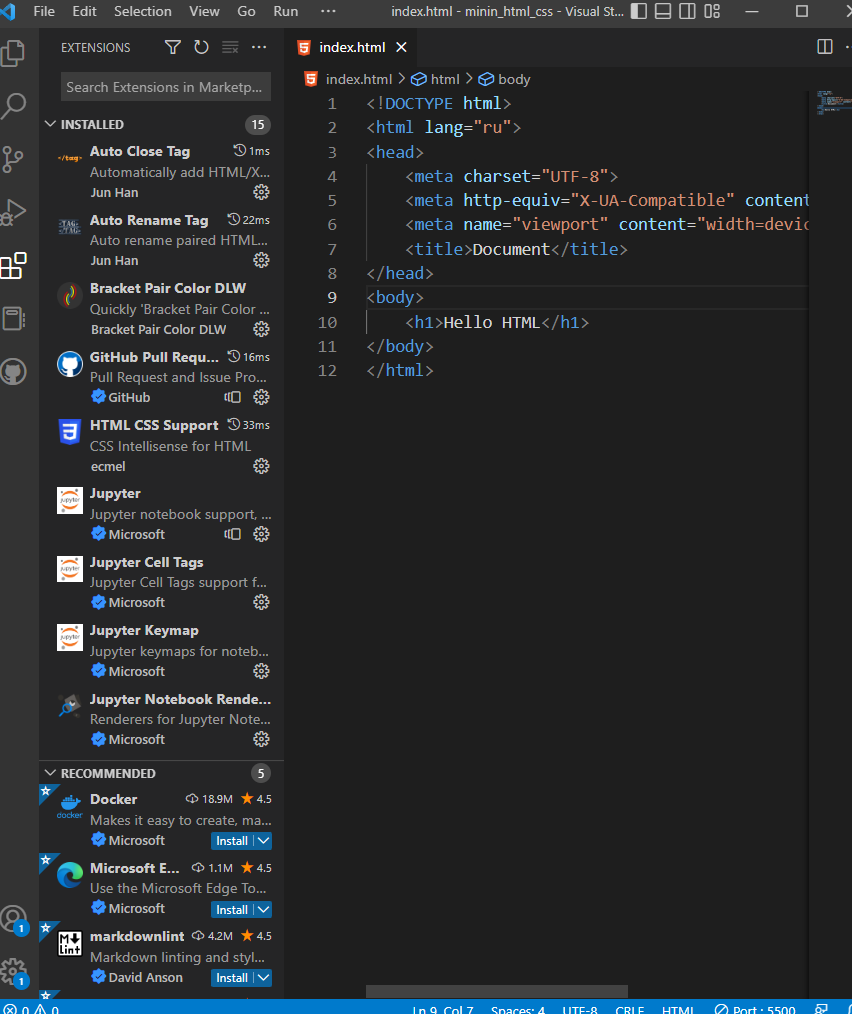 File Edit Selection View Go Run ··· index.html - minin_html_css - Visual St...
EXTENSIONS
index.html
Search Extensions in Marketp...
index.html > html > body
INSTALLED 15
Auto Close Tag 1ms
Automatically add HTML/X...
Jun Han
Auto Rename Tag 22ms
Auto rename paired HTML...
Jun Han
Bracket Pair Color DLW
Quickly 'Bracket Pair Color ...
Bracket Pair Color DLW
GitHub Pull Requ... 16ms
Pull Request and Issue Pro...
GitHub
HTML CSS Support 33ms
CSS Intellisense for HTML
ecmel
Jupyter
Jupyter notebook support, ...
Microsoft
Jupyter Cell Tags
Jupyter Cell Tags support f...
Microsoft
Jupyter Keymap
Jupyter keymaps for noteb...
Microsoft
Jupyter Notebook Rende...
Renderers for Jupyter Note...
Microsoft
RECOMMENDED 5
Docker 18.9M 4.5
Makes it easy to create, ma...
Microsoft Install
Microsoft E... 1.1M 4.5
Use the Microsoft Edge To...
Microsoft Install
markdownlint 4.2M 4.5
Markdown linting and styl...
David Anson Install
1 <!DOCTYPE html>
2 <html lang="ru">
3 <head>
4 <meta charset="UTF-8">
5 <meta http-equiv="X-UA-Compatible" content
6 <meta name="viewport" content="width=devic
7 <title>Document</title>
8 </head>
9 <body>
10 <h1>Hello HTML</h1>
11 </body>
12 </html>
1
1
0 0 Ln 9, Col 7 Spaces: 4 UTF-8 CRLF HTML Port : 5500